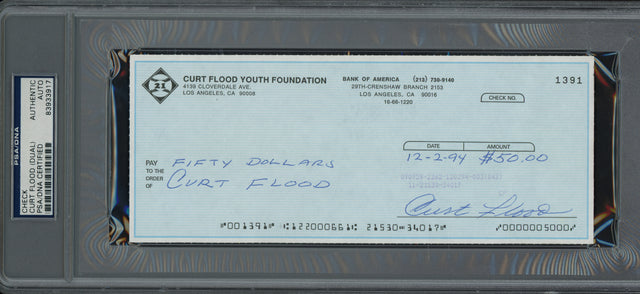 PSA/DNA
CHECK
CURT FLOOD (DUAL)
PSA/DNA CERTIFIED
AUTHENTIC
AUTO
83933917
21
CURT FLOOD YOUTH FOUNDATION
4139 CLOVERDALE AVE.
LOS ANGELES, CA 90008
BANK OF AMERICA (213) 730-9140
29TH-CRENSHAW BRANCH 2153
LOS ANGELES, CA 90016
16-66-1220
1391
CHECK NO.
DATE AMOUNT
PAY TO THE ORDER OF
FIFTY DOLLARS
12-2-94 $50.00
CURT FLOOD
Curt Flood
⑈001391⑈ ⑆122000661⑆ 21530⑉34017⑈ ⑈0000005000⑈